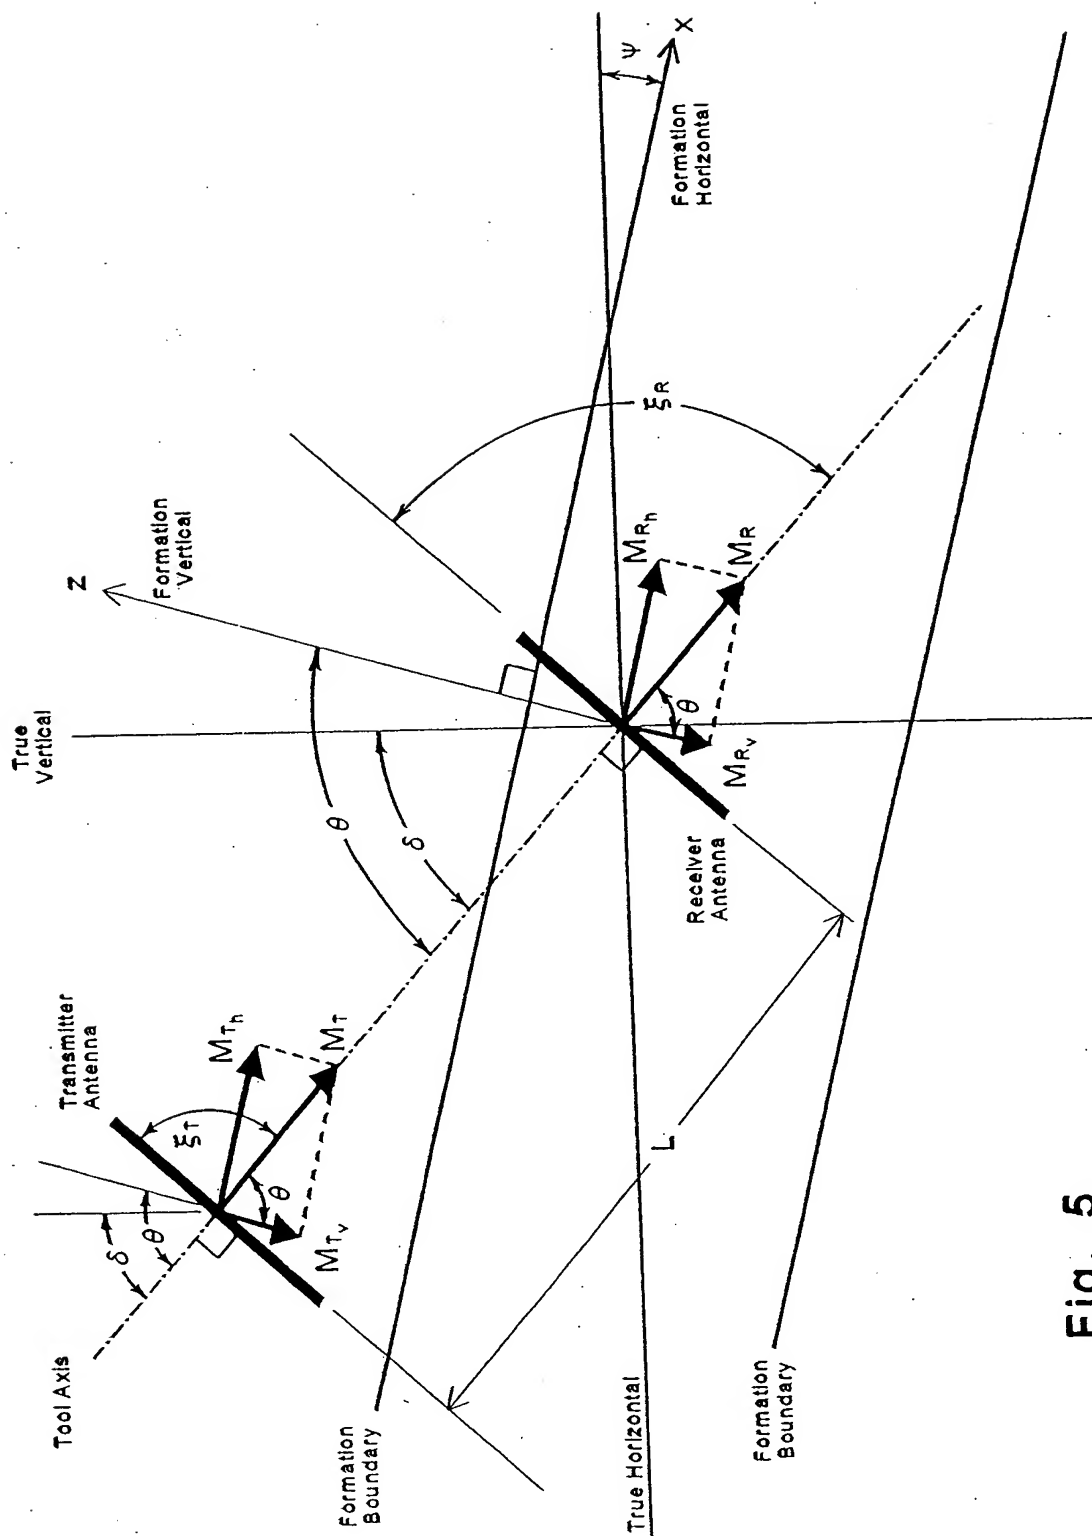 True
Vertical
Z
Formation
Vertical
X
ψ
Formation
Horizontal
Transmitter
Antenna
Tool Axis
δ
θ
ξT
MTh
MT
θ
MTv
θ
δ
ξR
MRh
MR
θ
MRv
Receiver
Antenna
L
Formation
Boundary
True Horizontal
Formation
Boundary
Fig. 5